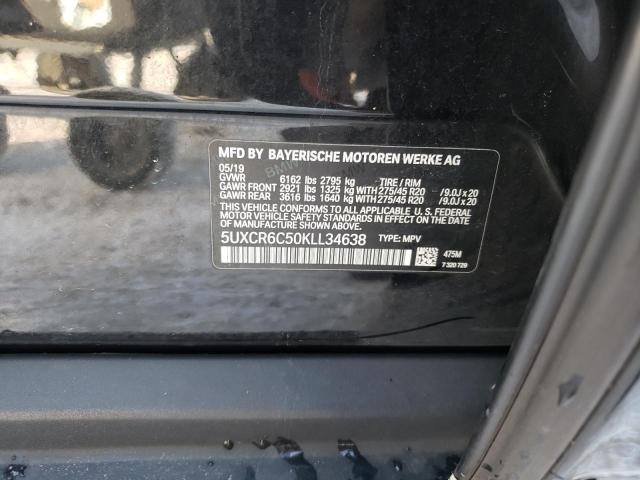 MFD BY BAYERISCHE MOTOREN WERKE AG
05/19
GVWR 6162 lbs 2795 kg TIRE / RIM
GAWR FRONT 2921 lbs 1325 kg WITH 275/45 R20 /9.0J x 20
GAWR REAR 3616 lbs 1640 kg WITH 275/45 R20 /9.0J x 20
THIS VEHICLE CONFORMS TO ALL APPLICABLE U. S. FEDERAL
MOTOR VEHICLE SAFETY STANDARDS IN EFFECT ON THE DATE
OF MANUFACTURE SHOWN ABOVE.
5UXCR6C50KLL34638 TYPE: MPV
475M
7 320 729